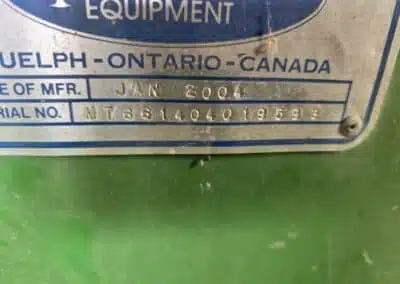 EQUIPMENT
UELPH - ONTARIO - CANADA
E OF MFR. JAN 2004
RIAL NO.